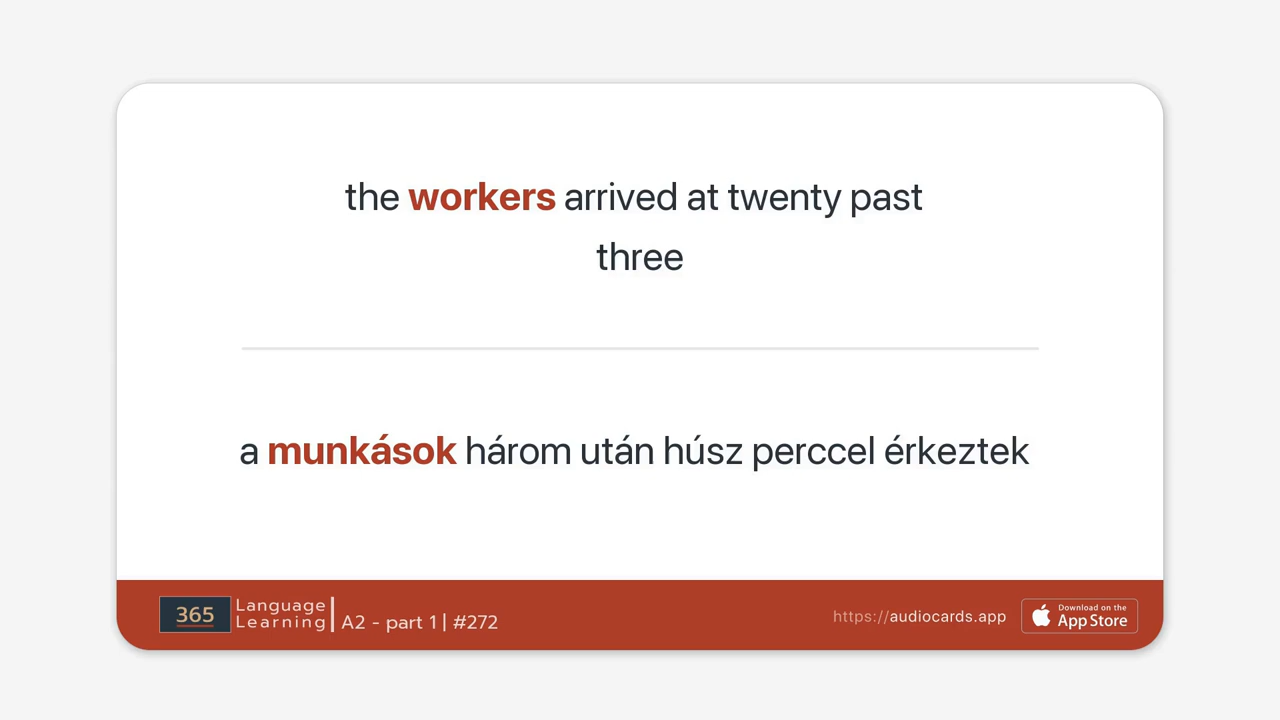 the workers arrived at twenty past
three
a munkások három után húsz perccel érkeztek
365 Language
Learning
A2 - part 1 | #272
https://audiocards.app
Download on the
App Store